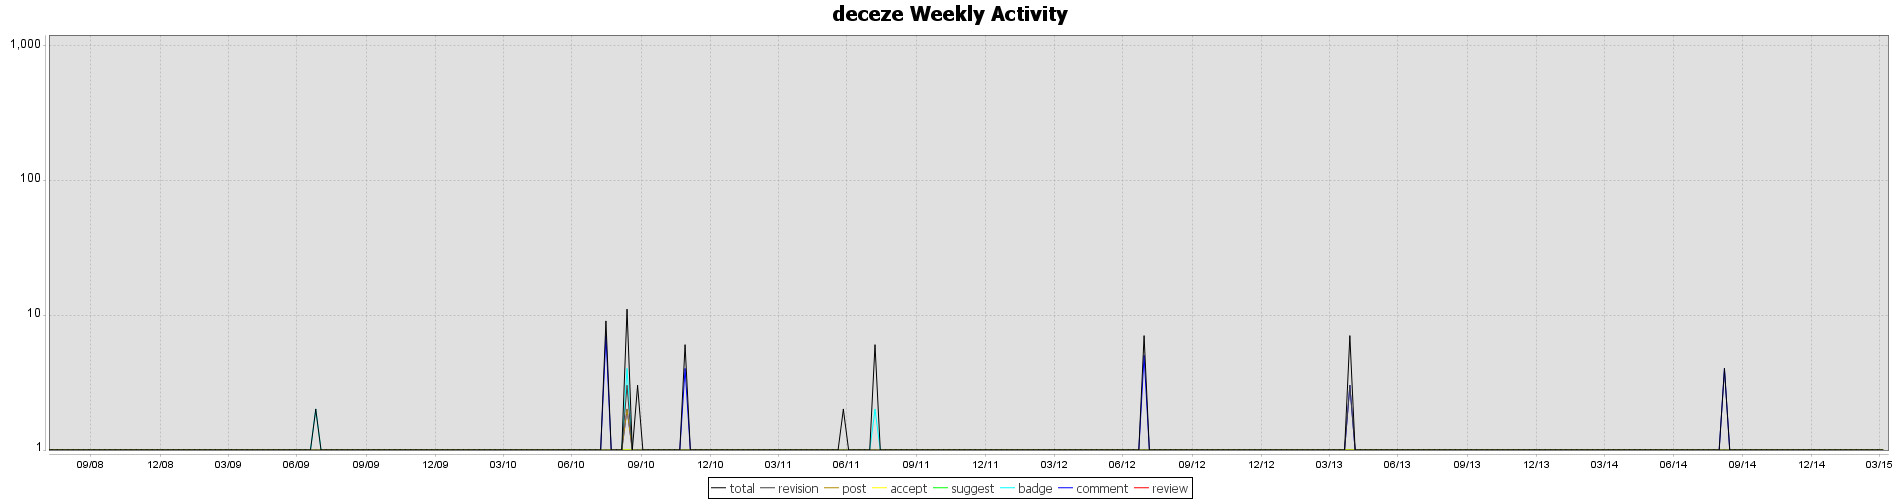 deceze Weekly Activity
1,000
100
10
1
09/08 12/08 03/09 06/09 09/09 12/09 03/10 06/10 09/10 12/10 03/11 06/11 09/11 12/11 03/12 06/12 09/12 12/12 03/13 06/13 09/13 12/13 03/14 06/14 09/14 12/14 03/15
total revision post accept suggest badge comment review